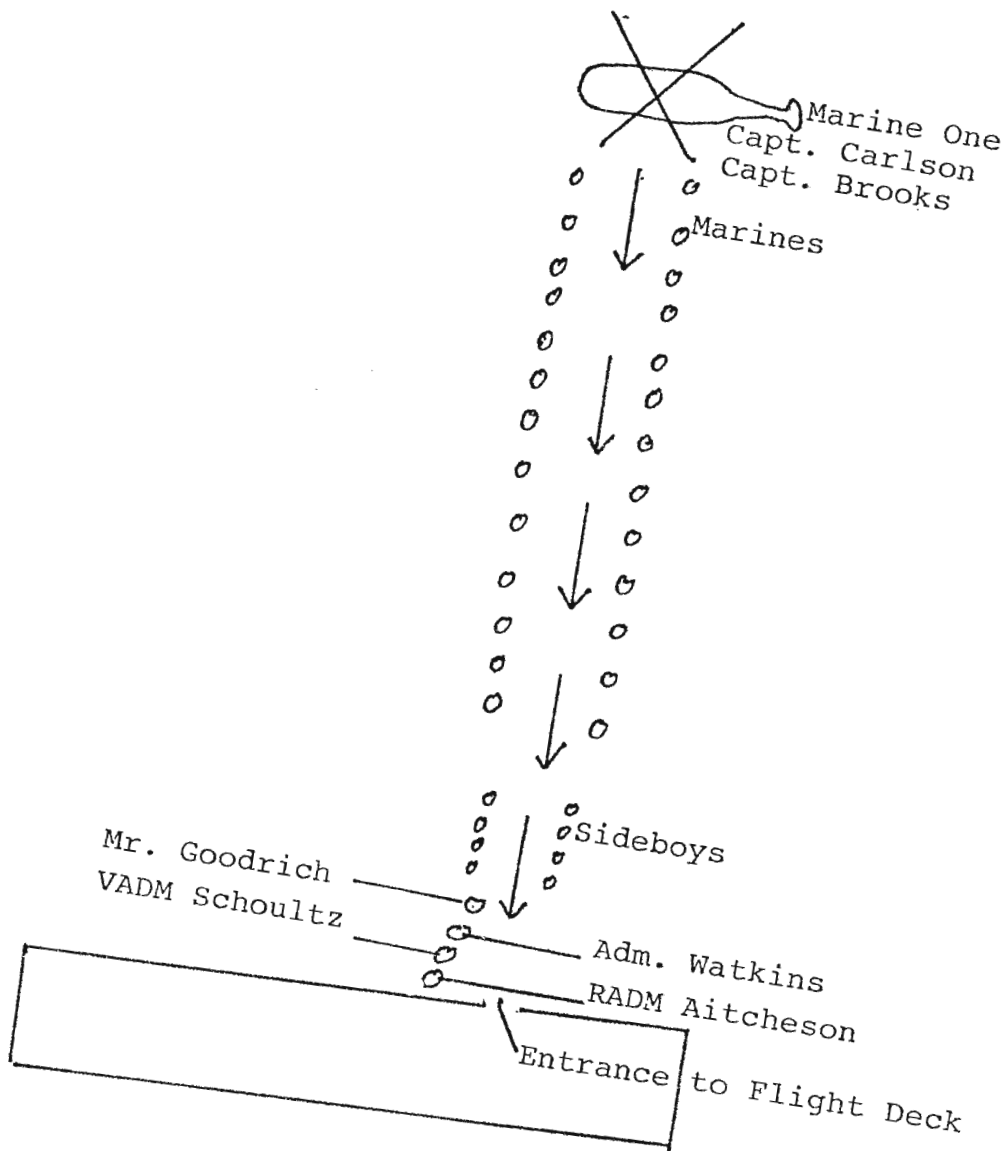 Marine One
Capt. Carlson
Capt. Brooks
Marines
Sideboys
Mr. Goodrich
VADM Schoultz
Adm. Watkins
RADM Aitcheson
Entrance to Flight Deck